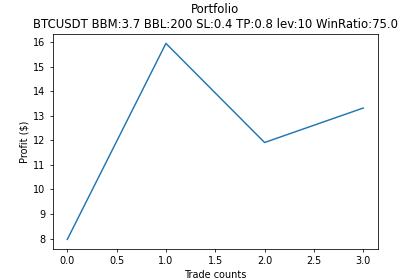 Portfolio
BTCUSDT BBM:3.7 BBL:200 SL:0.4 TP:0.8 lev:10 WinRatio:75.0
16
15
14
13
12
11
10
9
8
Profit ($)
0.0 0.5 1.0 1.5 2.0 2.5 3.0
Trade counts